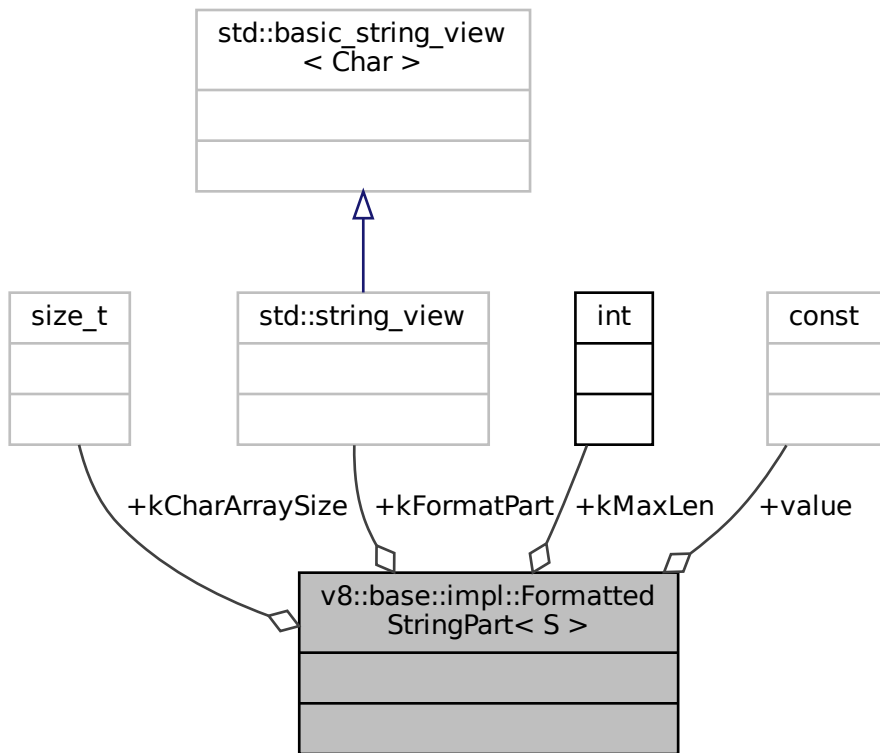 std::basic_string_view
< Char >
size_t
std::string_view
int
const
+kCharArraySize
+kFormatPart
+kMaxLen
+value
v8::base::impl::Formatted
StringPart< S >